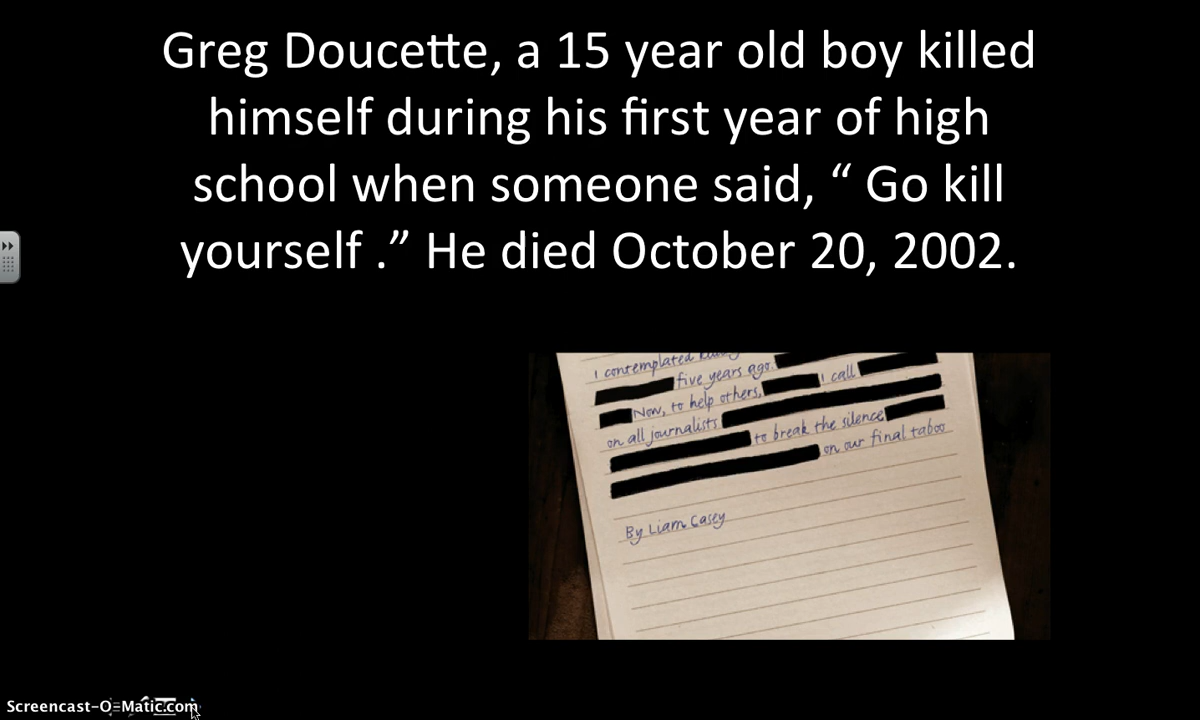 Greg Doucette, a 15 year old boy killed
himself during his first year of high
school when someone said, “ Go kill
yourself .” He died October 20, 2002.
I contemplated
five years ago.
Now, to help others, I call
on all journalists
to break the silence
on our final taboo
By Liam Casey
Screencast-O-Matic.com